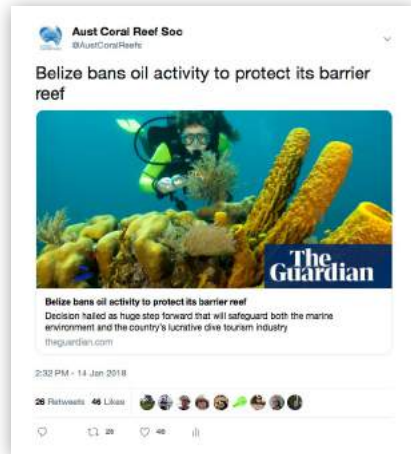 Aust Coral Reef Soc
@AustCoralReefs
Belize bans oil activity to protect its barrier
reef
The
Guardian
Belize bans oil activity to protect its barrier reef
Decision hailed as huge step forward that will safeguard both the marine
environment and the country's lucrative dive tourism industry
theguardian.com
2:32 PM - 14 Jan 2018
26 Retweets 46 Likes
26 46